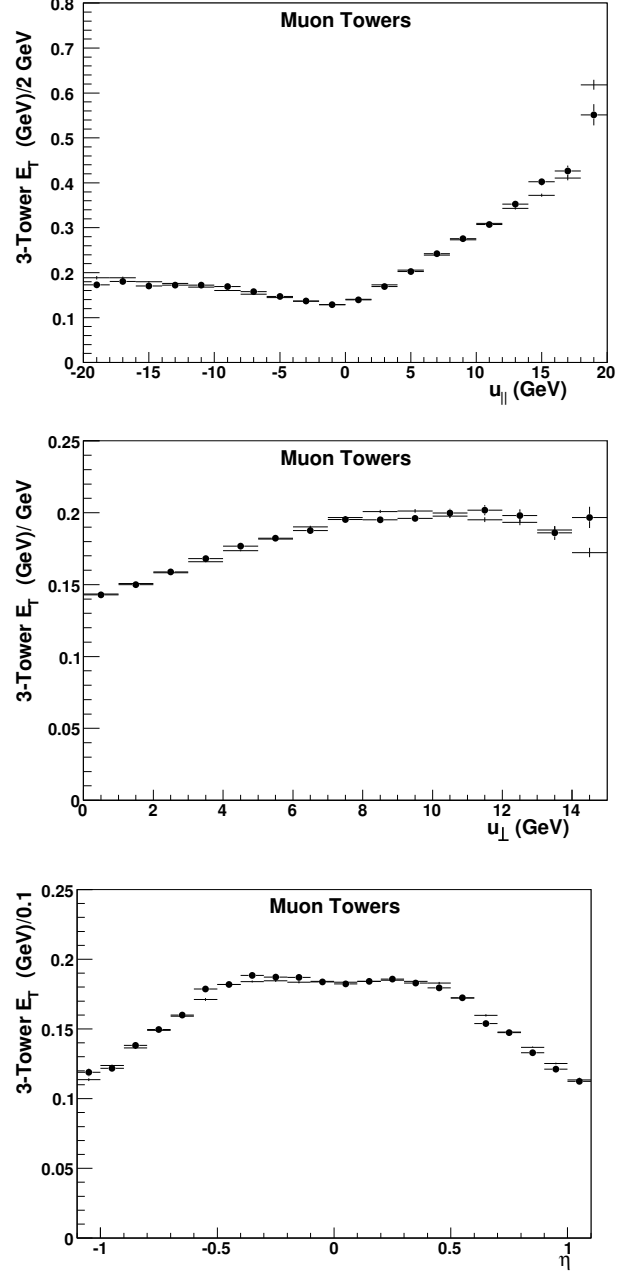 Muon Towers
3-Tower E_T (GeV)/2 GeV
0.8
0.7
0.6
0.5
0.4
0.3
0.2
0.1
0
-20 -15 -10 -5 0 5 10 15 20
u_|| (GeV)
Muon Towers
3-Tower E_T (GeV)/ GeV
0.25
0.2
0.15
0.1
0.05
0
0 2 4 6 8 10 12 14
u_⊥ (GeV)
Muon Towers
3-Tower E_T (GeV)/0.1
0.25
0.2
0.15
0.1
0.05
0
-1 -0.5 0 0.5 1
η